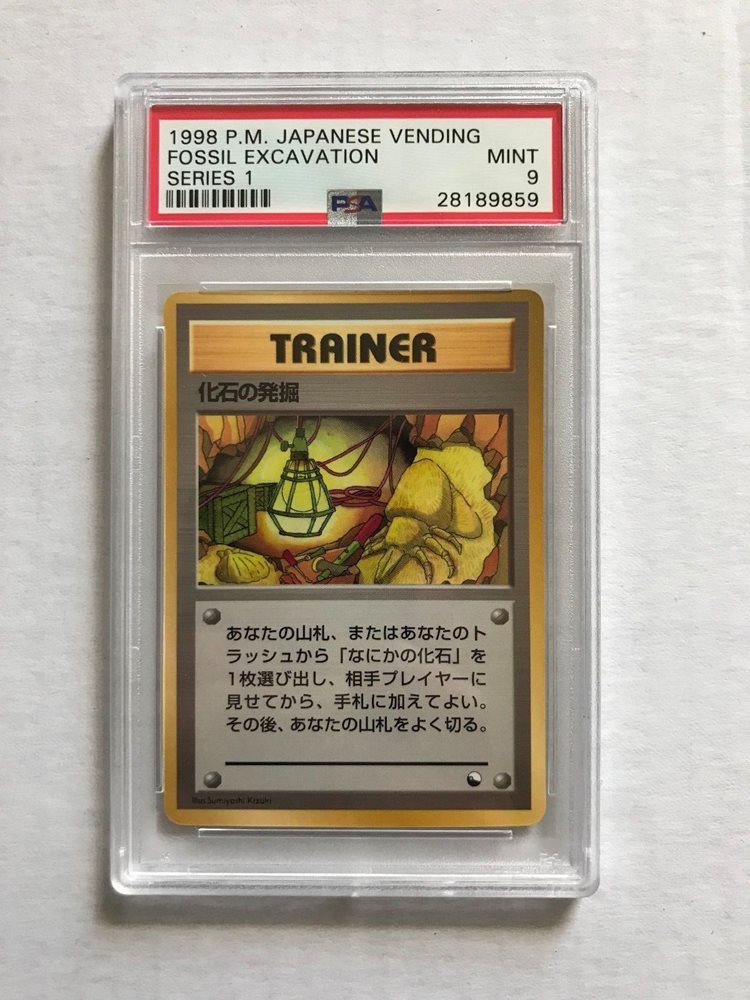 1998 P.M. JAPANESE VENDING
FOSSIL EXCAVATION MINT
SERIES 1 9
PSA 28189859
TRAINER
化石の発掘
あなたの山札、またはあなたのト
ラッシュから「なにかの化石」を
1枚選び出し、相手プレイヤーに
見せてから、手札に加えてよい。
その後、あなたの山札をよく切る。
Illus.Sumiyoshi Kizuki